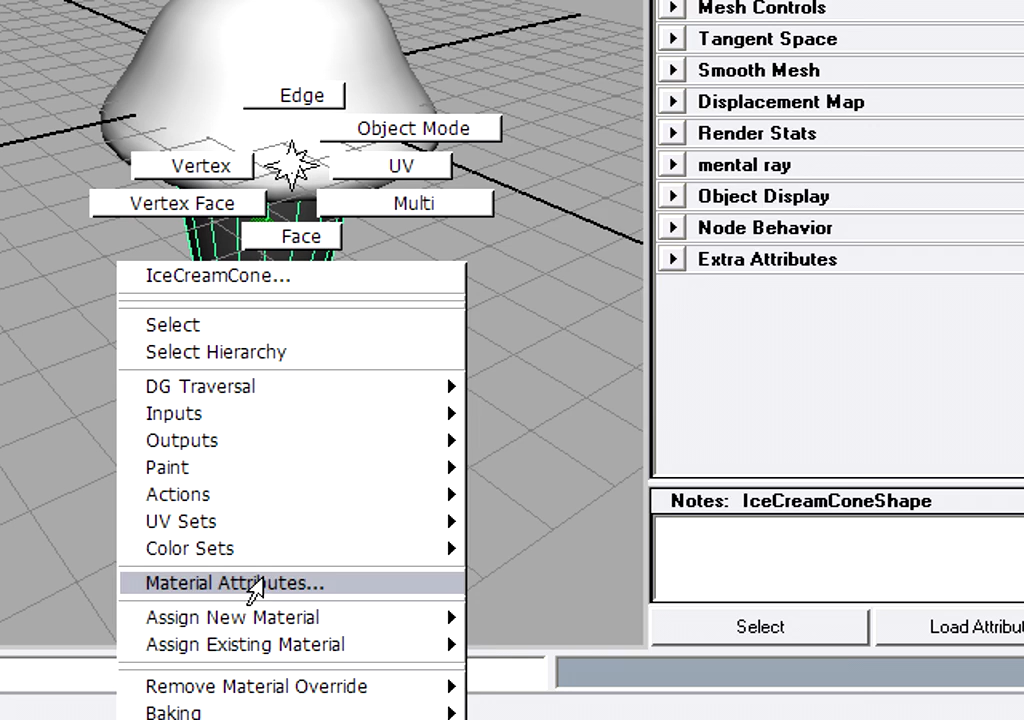 Edge
Object Mode
Vertex
UV
Vertex Face
Multi
Face
IceCreamCone...
Select
Select Hierarchy
DG Traversal
Inputs
Outputs
Paint
Actions
UV Sets
Color Sets
Material Attributes...
Assign New Material
Assign Existing Material
Remove Material Override
Baking
Mesh Controls
Tangent Space
Smooth Mesh
Displacement Map
Render Stats
mental ray
Object Display
Node Behavior
Extra Attributes
Notes: IceCreamConeShape
Select
Load Attribut